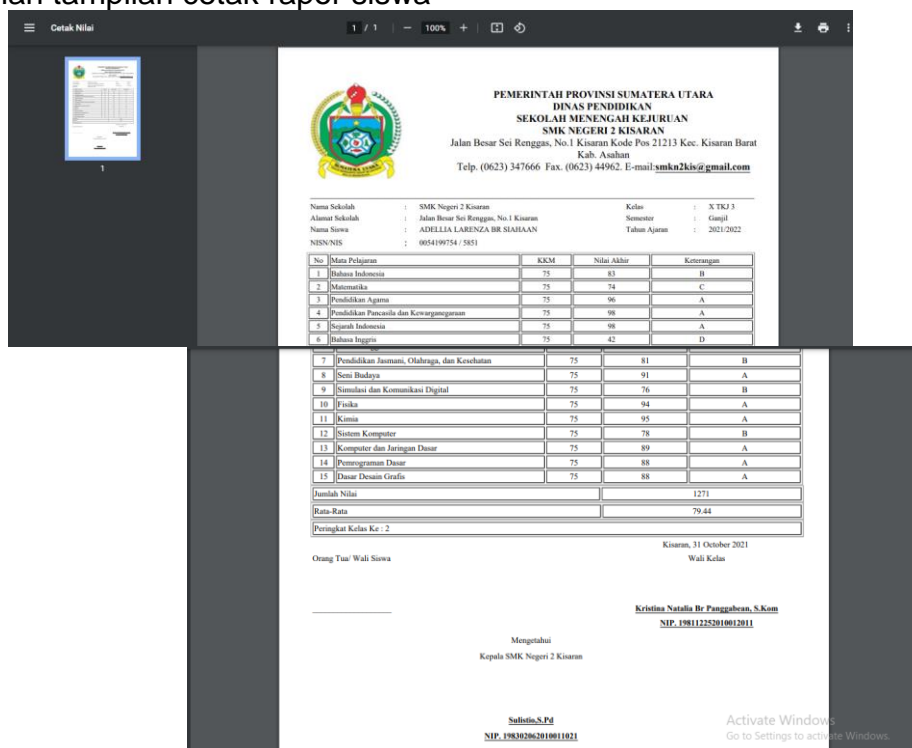 an tampilan cetak rapor siswa
Cetak Nilai 1 / 1 100%
1
PEMERINTAH PROVINSI SUMATERA UTARA
DINAS PENDIDIKAN
SEKOLAH MENENGAH KEJURUAN
SMK NEGERI 2 KISARAN
Jalan Besar Sei Renggas, No.1 Kisaran Kode Pos 21213 Kec. Kisaran Barat
Kab. Asahan
Telp. (0623) 347666 Fax. (0623) 44962. E-mail:smkn2kis@gmail.com
SUMATERA UTARA
Nama Sekolah : SMK Negeri 2 Kisaran Kelas : X TKJ 3
Alamat Sekolah : Jalan Besar Sei Renggas, No.1 Kisaran Semester : Ganjil
Nama Siswa : ADELLIA LARENZA BR SIAHAAN Tahun Ajaran : 2021/2022
NISN/NIS : 0054199754 / 5851
No Mata Pelajaran KKM Nilai Akhir Keterangan
1 Bahasa Indonesia 75 83 B
2 Matematika 75 74 C
3 Pendidikan Agama 75 96 A
4 Pendidikan Pancasila dan Kewarganegaraan 75 98 A
5 Sejarah Indonesia 75 98 A
6 Bahasa Inggris 75 42 D
7 Pendidikan Jasmani, Olahraga, dan Kesehatan 75 81 B
8 Seni Budaya 75 91 A
9 Simulasi dan Komunikasi Digital 75 76 B
10 Fisika 75 94 A
11 Kimia 75 95 A
12 Sistem Komputer 75 78 B
13 Komputer dan Jaringan Dasar 75 89 A
14 Pemrograman Dasar 75 88 A
15 Dasar Desain Grafis 75 88 A
Jumlah Nilai 1271
Rata-Rata 79.44
Peringkat Kelas Ke : 2
Kisaran, 31 October 2021
Orang Tua/ Wali Siswa Wali Kelas
Kristina Natalia Br Panggabean, S.Kom
NIP. 198112252010012011
Mengetahui
Kepala SMK Negeri 2 Kisaran
Sulistio,S.Pd
NIP. 198302062010011021
Activate Windows
Go to Settings to activate Windows.